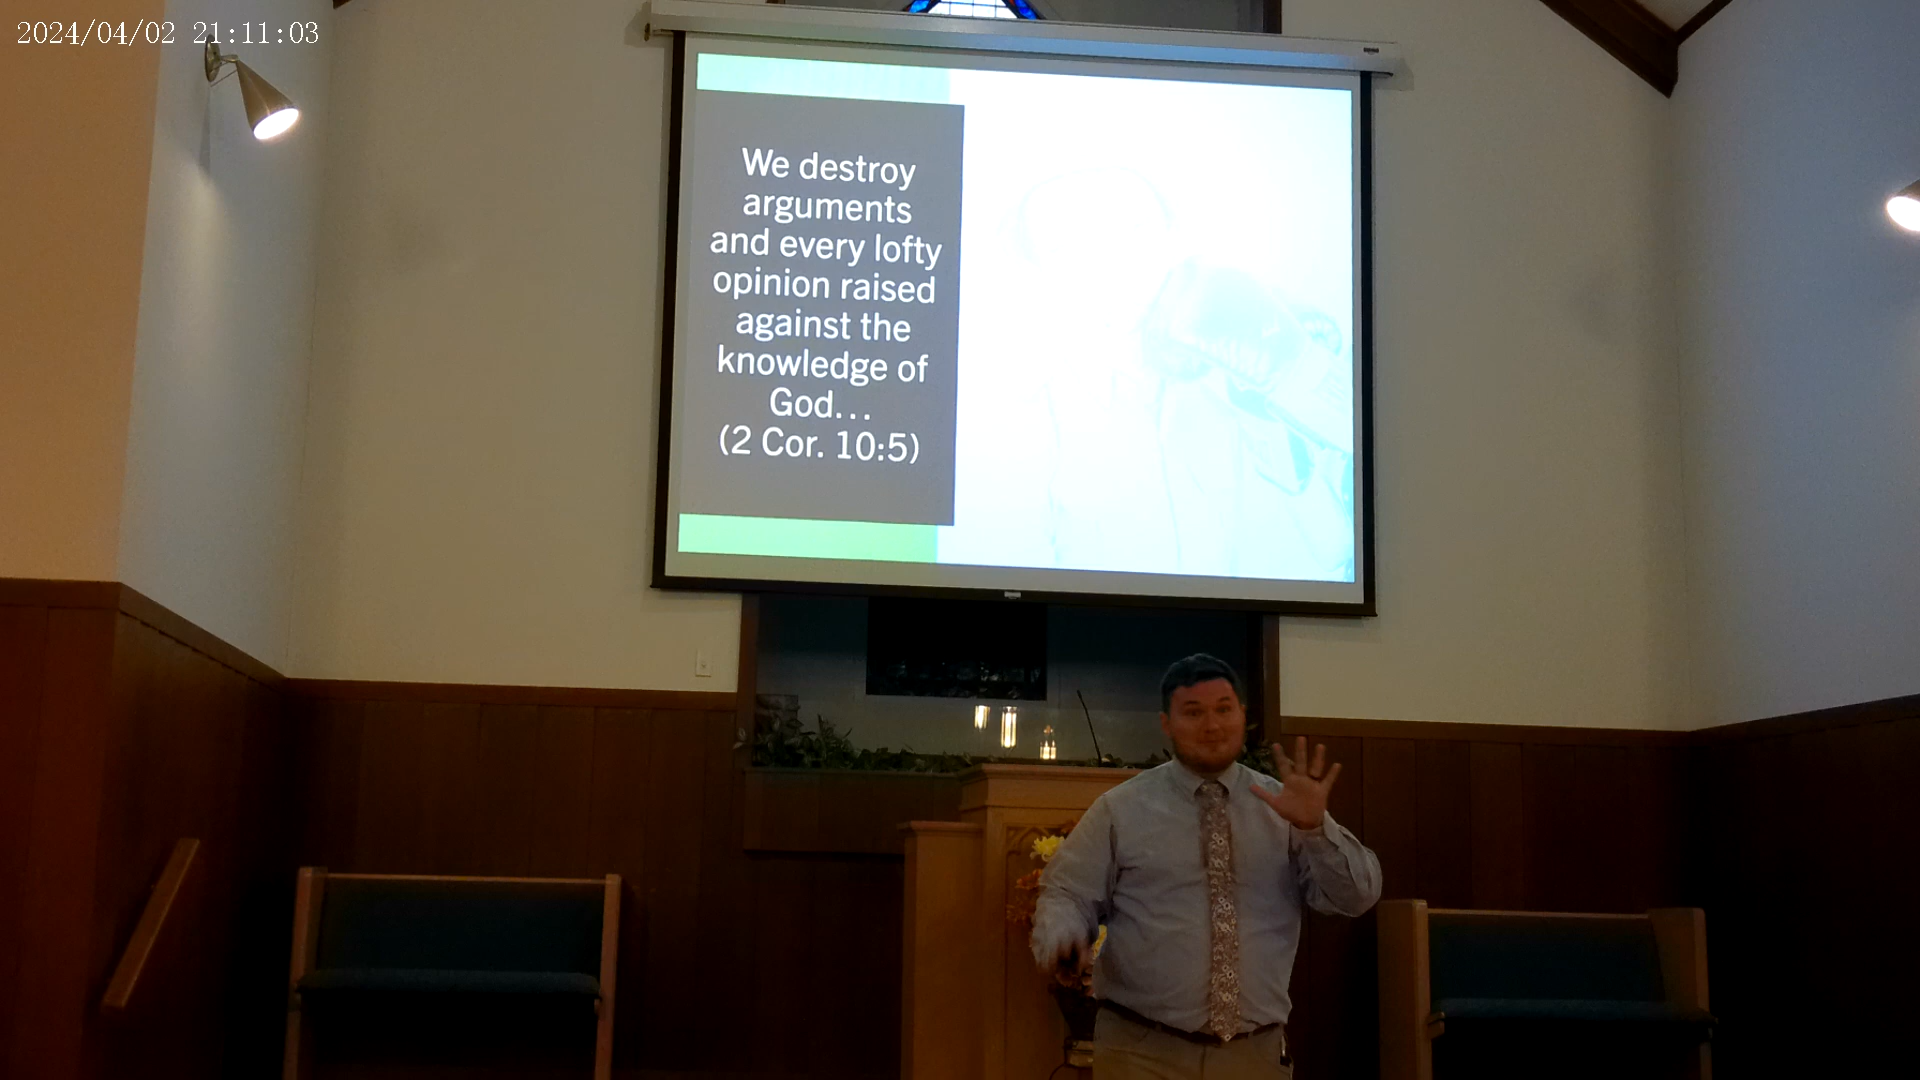 2024/04/02 21:11:03
We destroy
arguments
and every lofty
opinion raised
against the
knowledge of
God...
(2 Cor. 10:5)